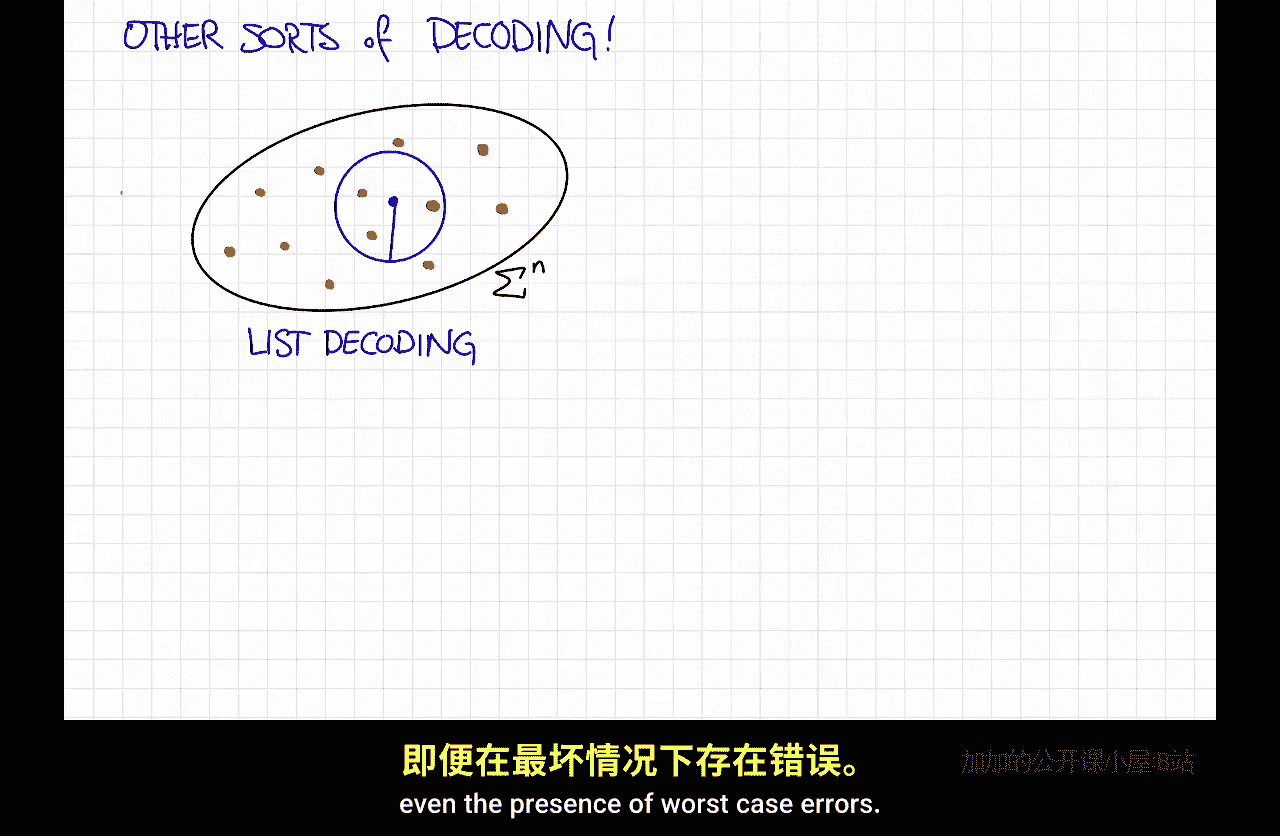 OTHER SORTS of DECODING!
Σⁿ
LIST DECODING
即便在最坏情况下存在错误。
加加的公开课小屋:B站
even the presence of worst case errors.